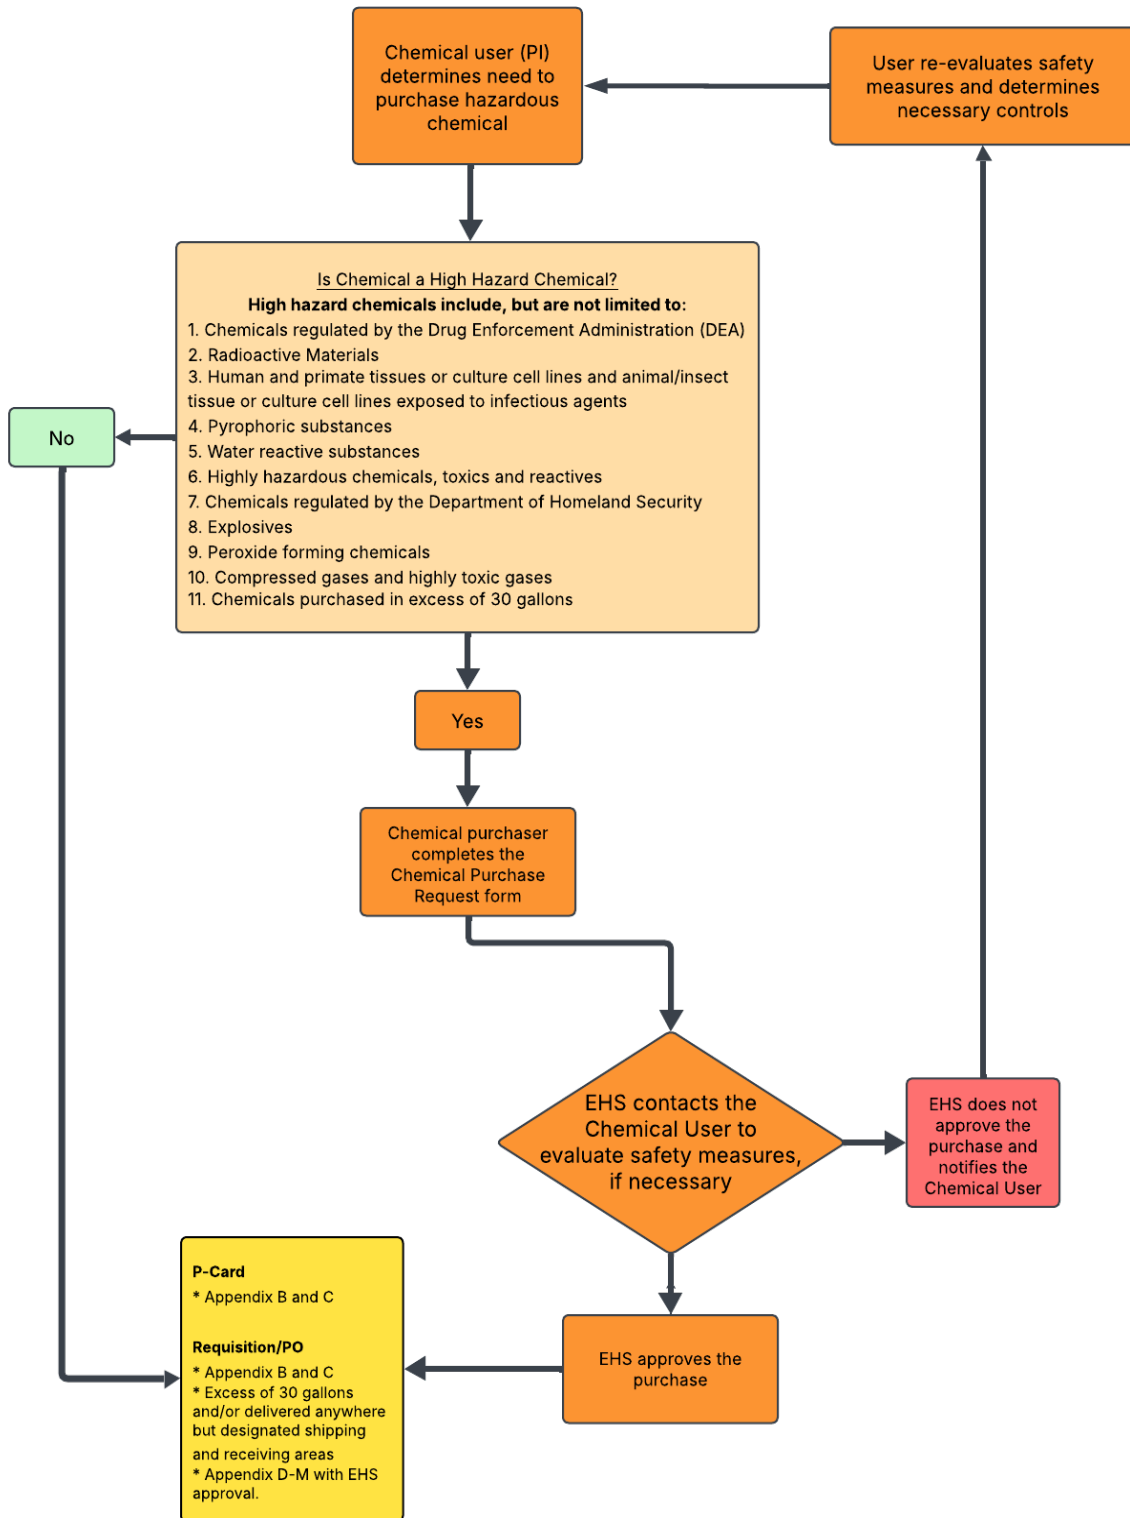 Chemical user (PI)
determines need to
purchase hazardous
chemical
User re-evaluates safety
measures and determines
necessary controls
Is Chemical a High Hazard Chemical?
High hazard chemicals include, but are not limited to:
1. Chemicals regulated by the Drug Enforcement Administration (DEA)
2. Radioactive Materials
3. Human and primate tissues or culture cell lines and animal/insect
tissue or culture cell lines exposed to infectious agents
4. Pyrophoric substances
5. Water reactive substances
6. Highly hazardous chemicals, toxics and reactives
7. Chemicals regulated by the Department of Homeland Security
8. Explosives
9. Peroxide forming chemicals
10. Compressed gases and highly toxic gases
11. Chemicals purchased in excess of 30 gallons
No
Yes
Chemical purchaser
completes the
Chemical Purchase
Request form
EHS contacts the
Chemical User to
evaluate safety measures,
if necessary
EHS does not
approve the
purchase and
notifies the
Chemical User
EHS approves the
purchase
P-Card
* Appendix B and C
Requisition/PO
* Appendix B and C
* Excess of 30 gallons
and/or delivered anywhere
but designated shipping
and receiving areas
* Appendix D-M with EHS
approval.